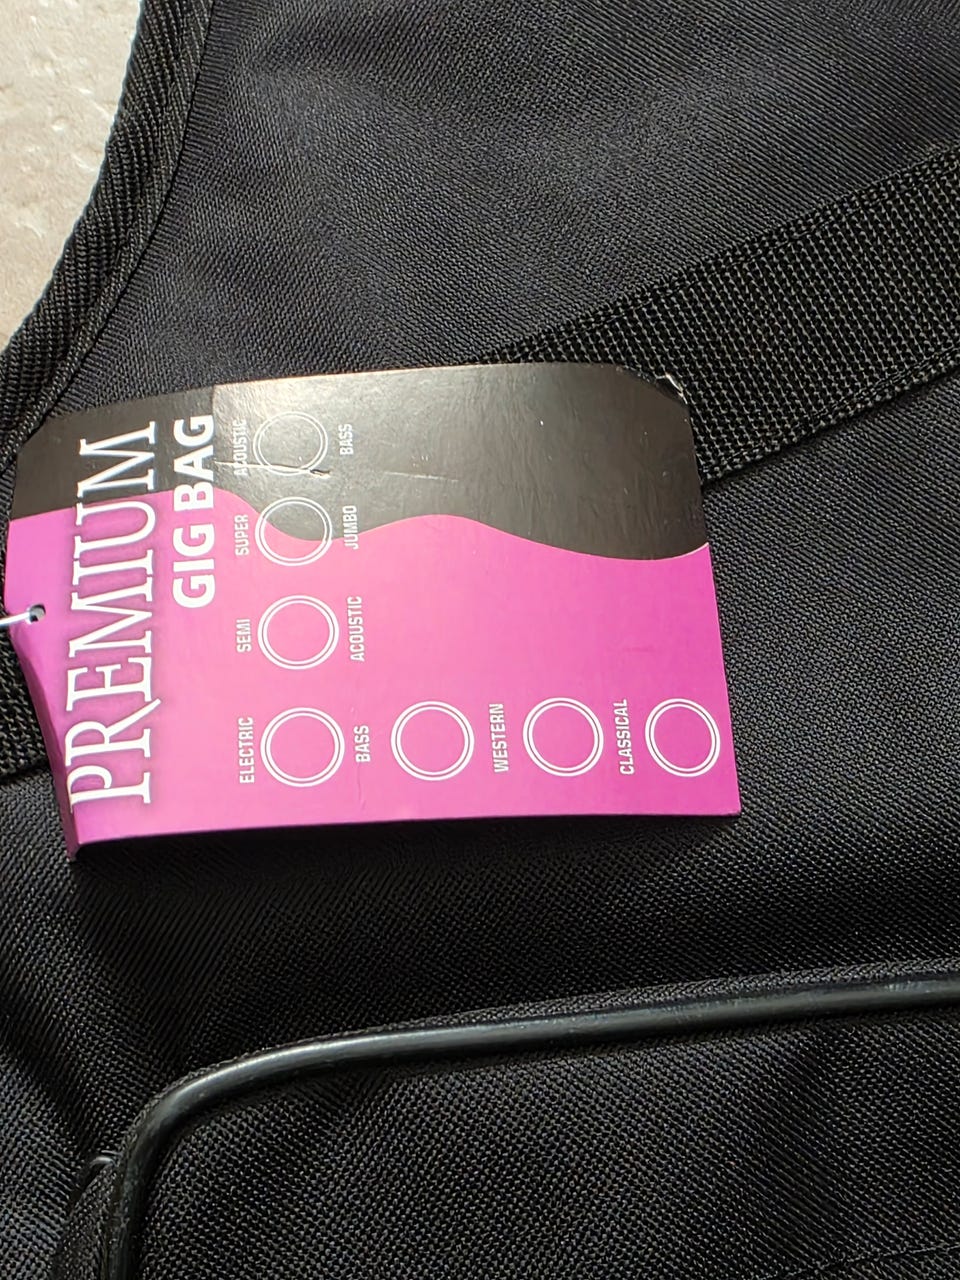 PREMIUM
GIG BAG
ELECTRIC
SEMI
ACOUSTIC
SUPER
JUMBO
ACOUSTIC
BASS
BASS
WESTERN
CLASSICAL